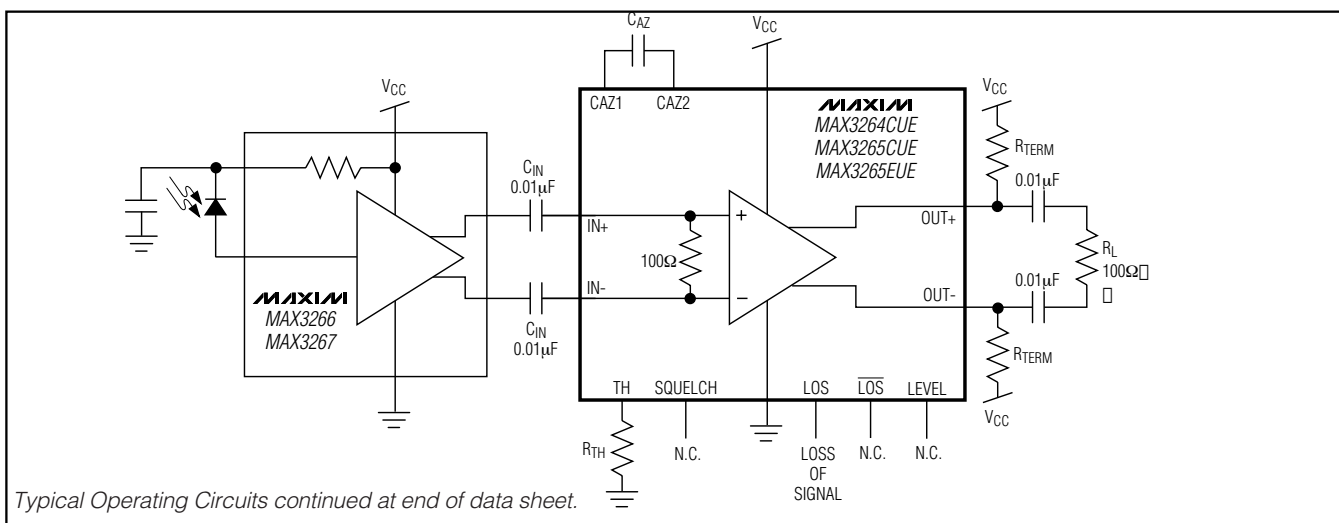 CAZ
VCC
CAZ1
CAZ2
VCC
MAXIM
MAX3264CUE
MAX3265CUE
MAX3265EUE
VCC
RTERM
CIN
0.01μF
0.01μF
IN+
+
OUT+
100Ω
RL
100Ω
IN-
−
OUT-
0.01μF
MAXIM
MAX3266
MAX3267
CIN
0.01μF
RTERM
TH
SQUELCH
LOS
LOS
LEVEL
VCC
RTH
N.C.
LOSS
OF
SIGNAL
N.C.
N.C.
Typical Operating Circuits continued at end of data sheet.